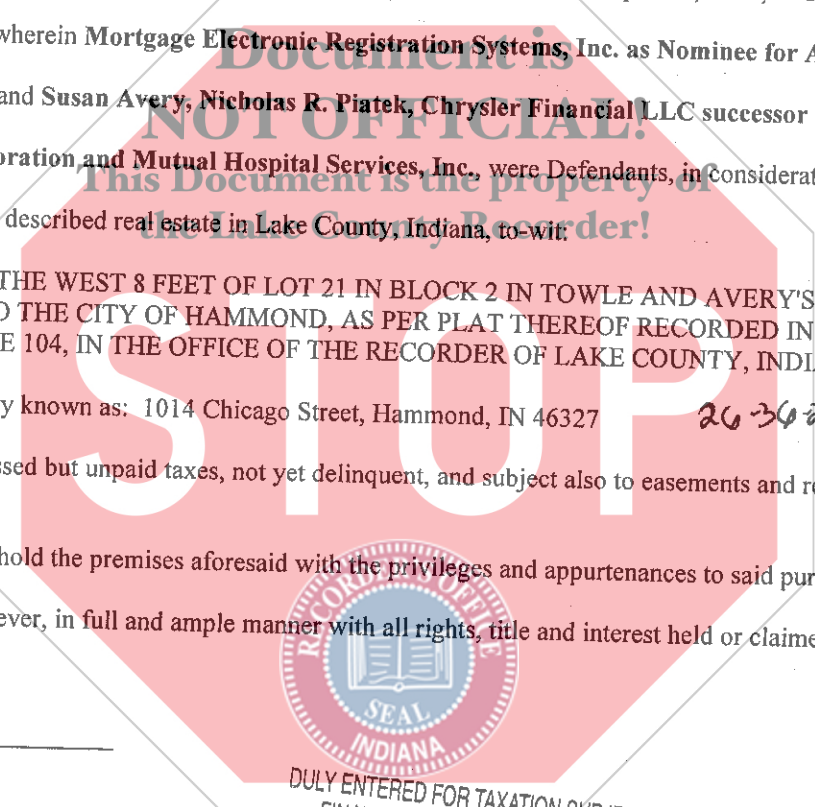 wherein Mortgage Electronic Registration Systems, Inc. as Nominee for A
Document is
and Susan Avery, Nicholas R. Piatek, Chrysler Financial LLC successor
NOT OFFICIAL!
oration and Mutual Hospital Services, Inc., were Defendants, in considerat
This Document is the property of
described real estate in Lake County, Indiana, to-wit:
the Lake County Recorder!
THE WEST 8 FEET OF LOT 21 IN BLOCK 2 IN TOWLE AND AVERY'S
O THE CITY OF HAMMOND, AS PER PLAT THEREOF RECORDED IN
E 104, IN THE OFFICE OF THE RECORDER OF LAKE COUNTY, INDI
STOP
y known as: 1014 Chicago Street, Hammond, IN 46327 26-36-
ssed but unpaid taxes, not yet delinquent, and subject also to easements and re
hold the premises aforesaid with the privileges and appurtenances to said pur
ever, in full and ample manner with all rights, title and interest held or claime
RECORDER'S OFFICE
SEAL
INDIANA
DULY ENTERED FOR TAXATION